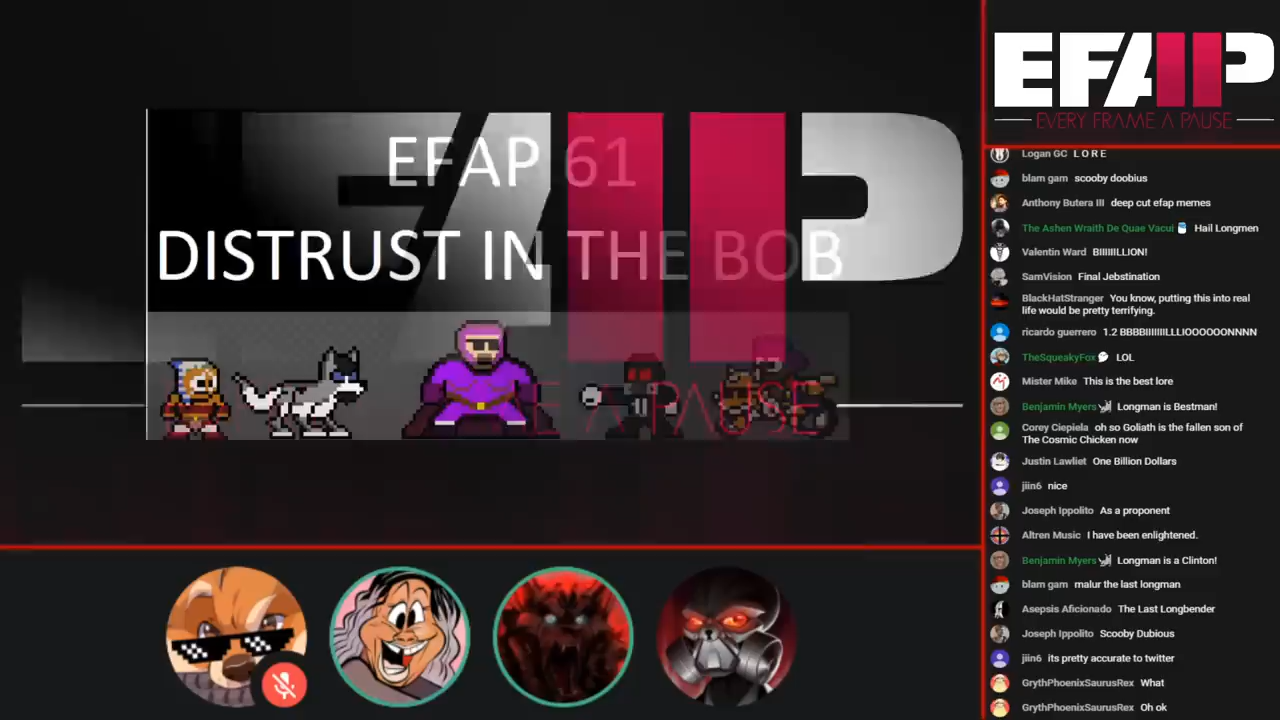 EFAP 61
DISTRUST IN THE BOB
E A PAUSE
EFAP
EVERY FRAME A PAUSE
Logan GC L O R E
blam gam scooby doobius
Anthony Butera III deep cut efap memes
The Ashen Wraith De Quae Vacui Hail Longmen
Valentin Ward BIIIIILLION!
SamVision Final Jebstination
BlackHatStranger You know, putting this into real
life would be pretty terrifying.
ricardo guerrero 1.2 BBBBIIIIIIILLLIOOOOOONNNN
TheSqueakyFox LOL
Mister Mike This is the best lore
Benjamin Myers Longman is Bestman!
Corey Ciepiela oh so Goliath is the fallen son of
The Cosmic Chicken now
Justin Lawliet One Billion Dollars
jiin6 nice
Joseph Ippolito As a proponent
Altren Music I have been enlightened.
Benjamin Myers Longman is a Clinton!
blam gam malur the last longman
Asepsis Aficionado The Last Longbender
Joseph Ippolito Scooby Dubious
jiin6 its pretty accurate to twitter
GrythPhoenixSaurusRex What
GrythPhoenixSaurusRex Oh ok